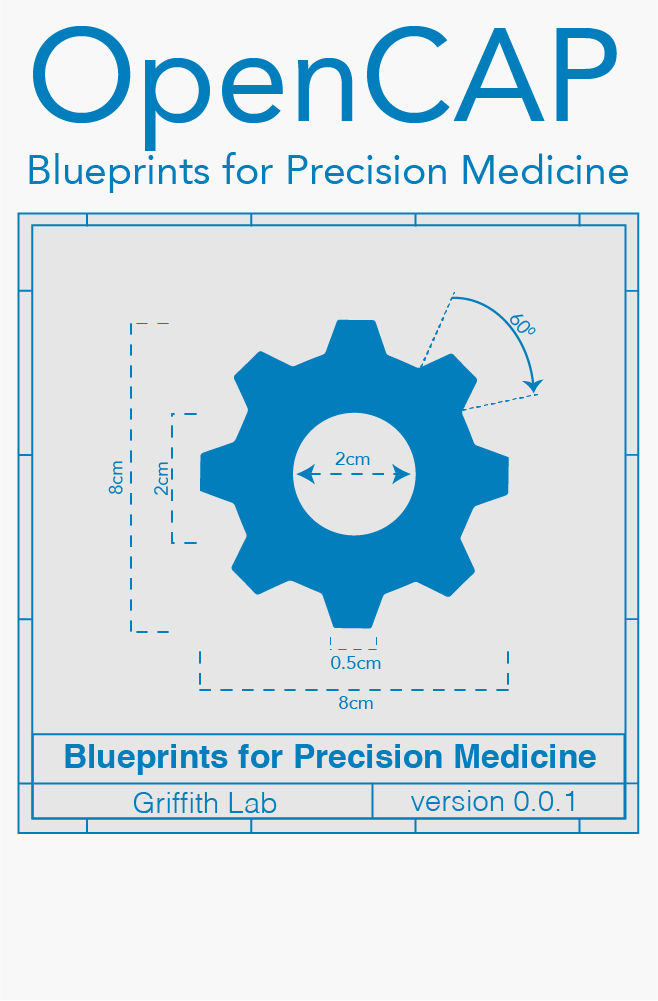 OpenCAP
Blueprints for Precision Medicine
60º
8cm
2cm
2cm
0.5cm
8cm
Blueprints for Precision Medicine
Griffith Lab
version 0.0.1